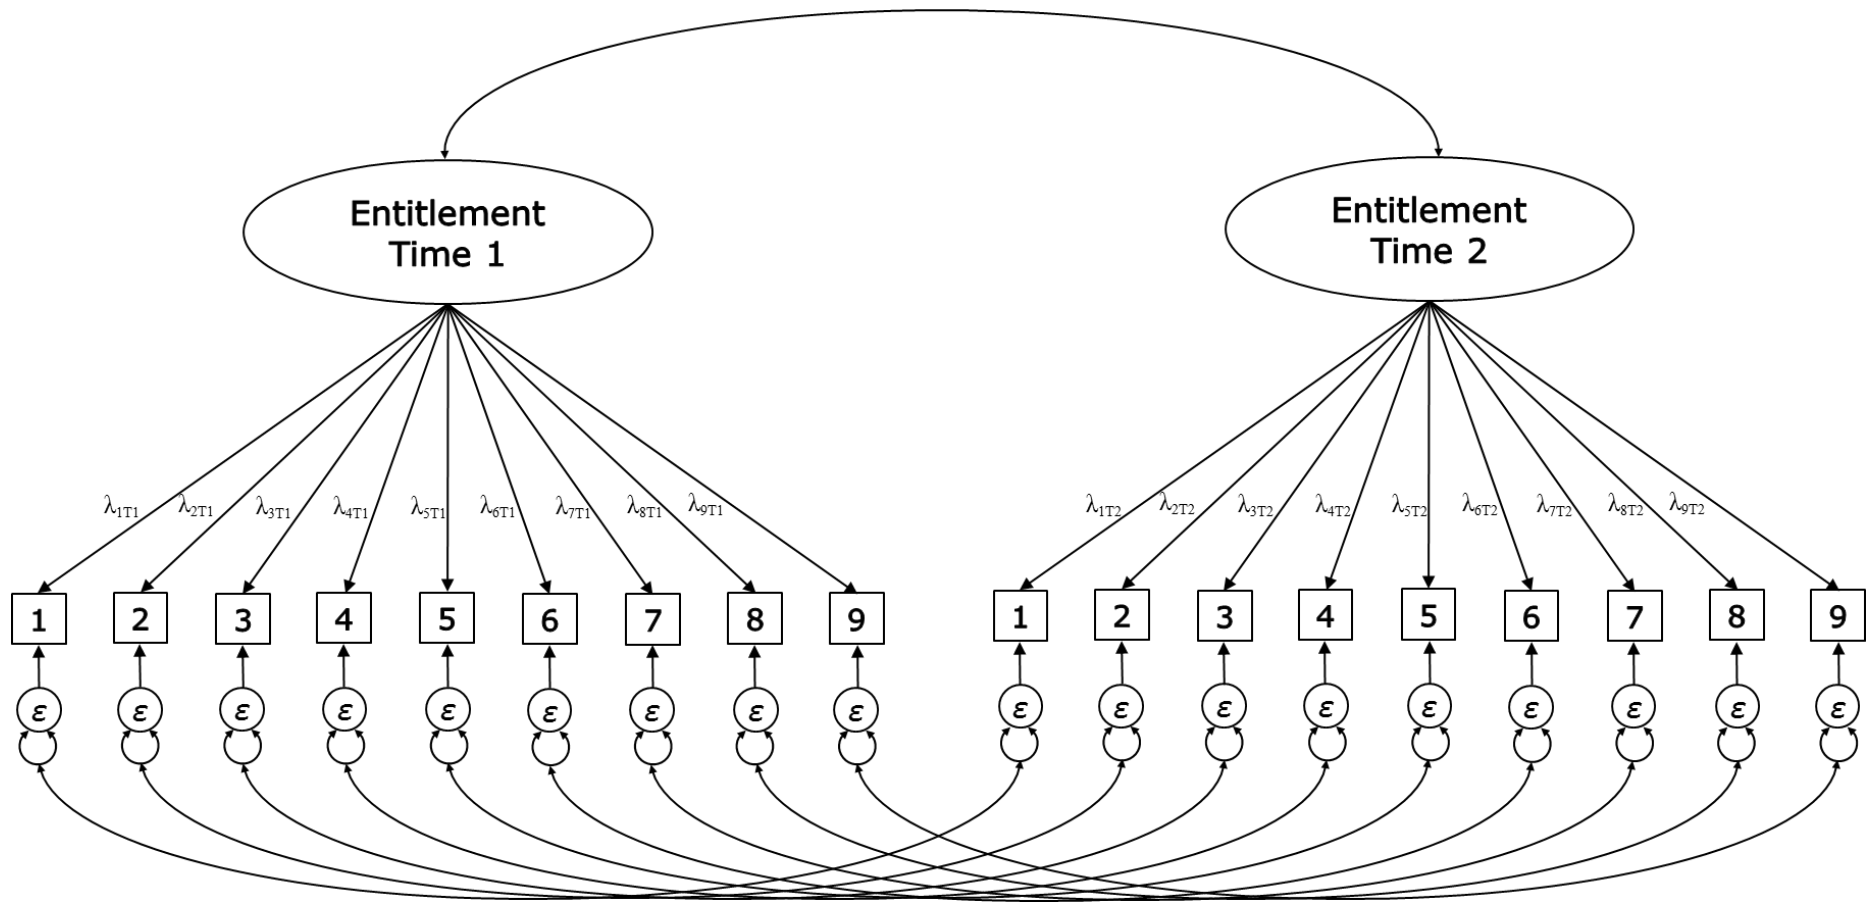 Entitlement
Time 1
Entitlement
Time 2
λ1T1 λ2T1 λ3T1 λ4T1 λ5T1 λ6T1 λ7T1 λ8T1 λ9T1 λ1T2 λ2T2 λ3T2 λ4T2 λ5T2 λ6T2 λ7T2 λ8T2 λ9T2
1 2 3 4 5 6 7 8 9 1 2 3 4 5 6 7 8 9
ε ε ε ε ε ε ε ε ε ε ε ε ε ε ε ε ε ε